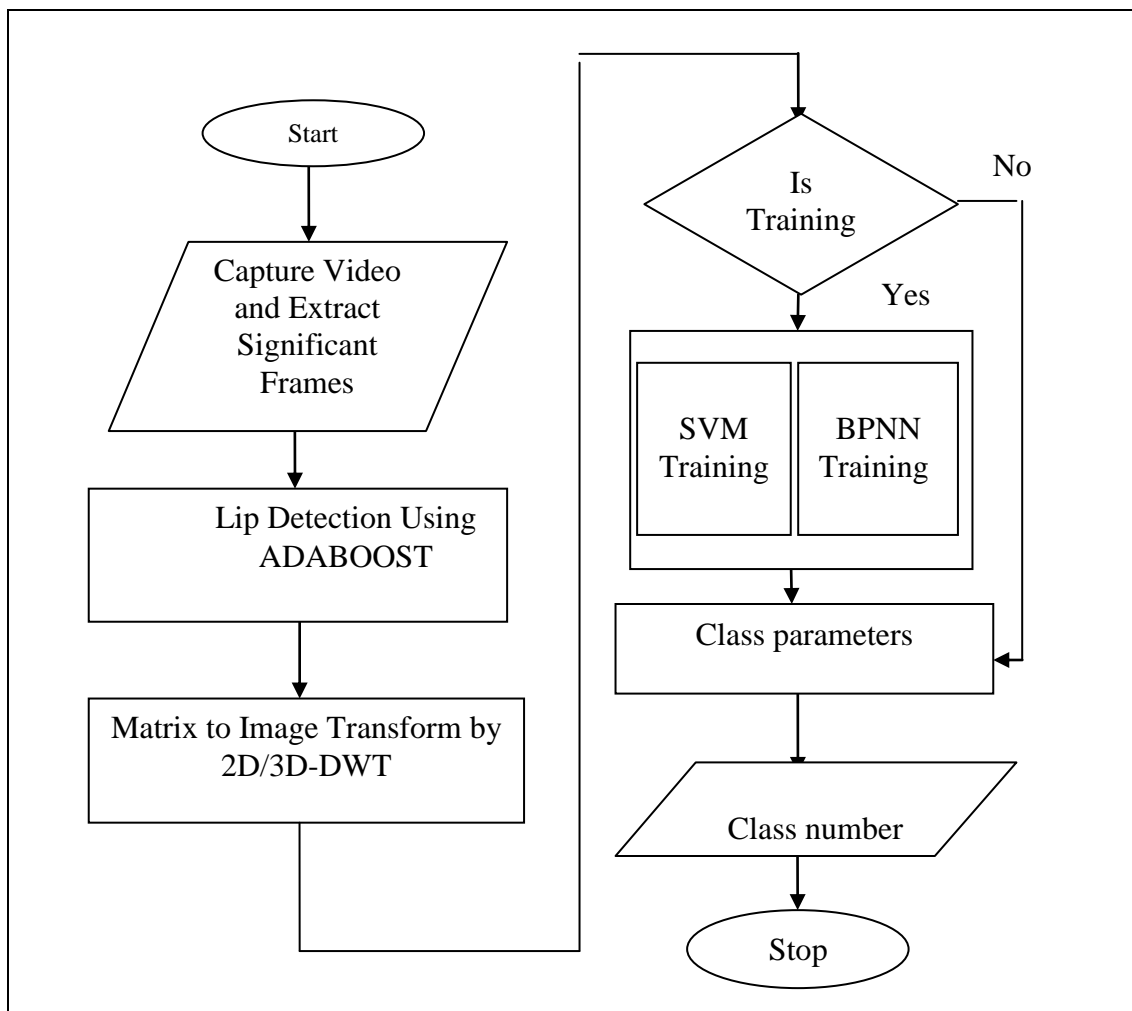 Start
Capture Video
and Extract
Significant
Frames
Lip Detection Using
ADABOOST
Matrix to Image Transform by
2D/3D-DWT
Is
Training
No
Yes
SVM
Training
BPNN
Training
Class parameters
Class number
Stop